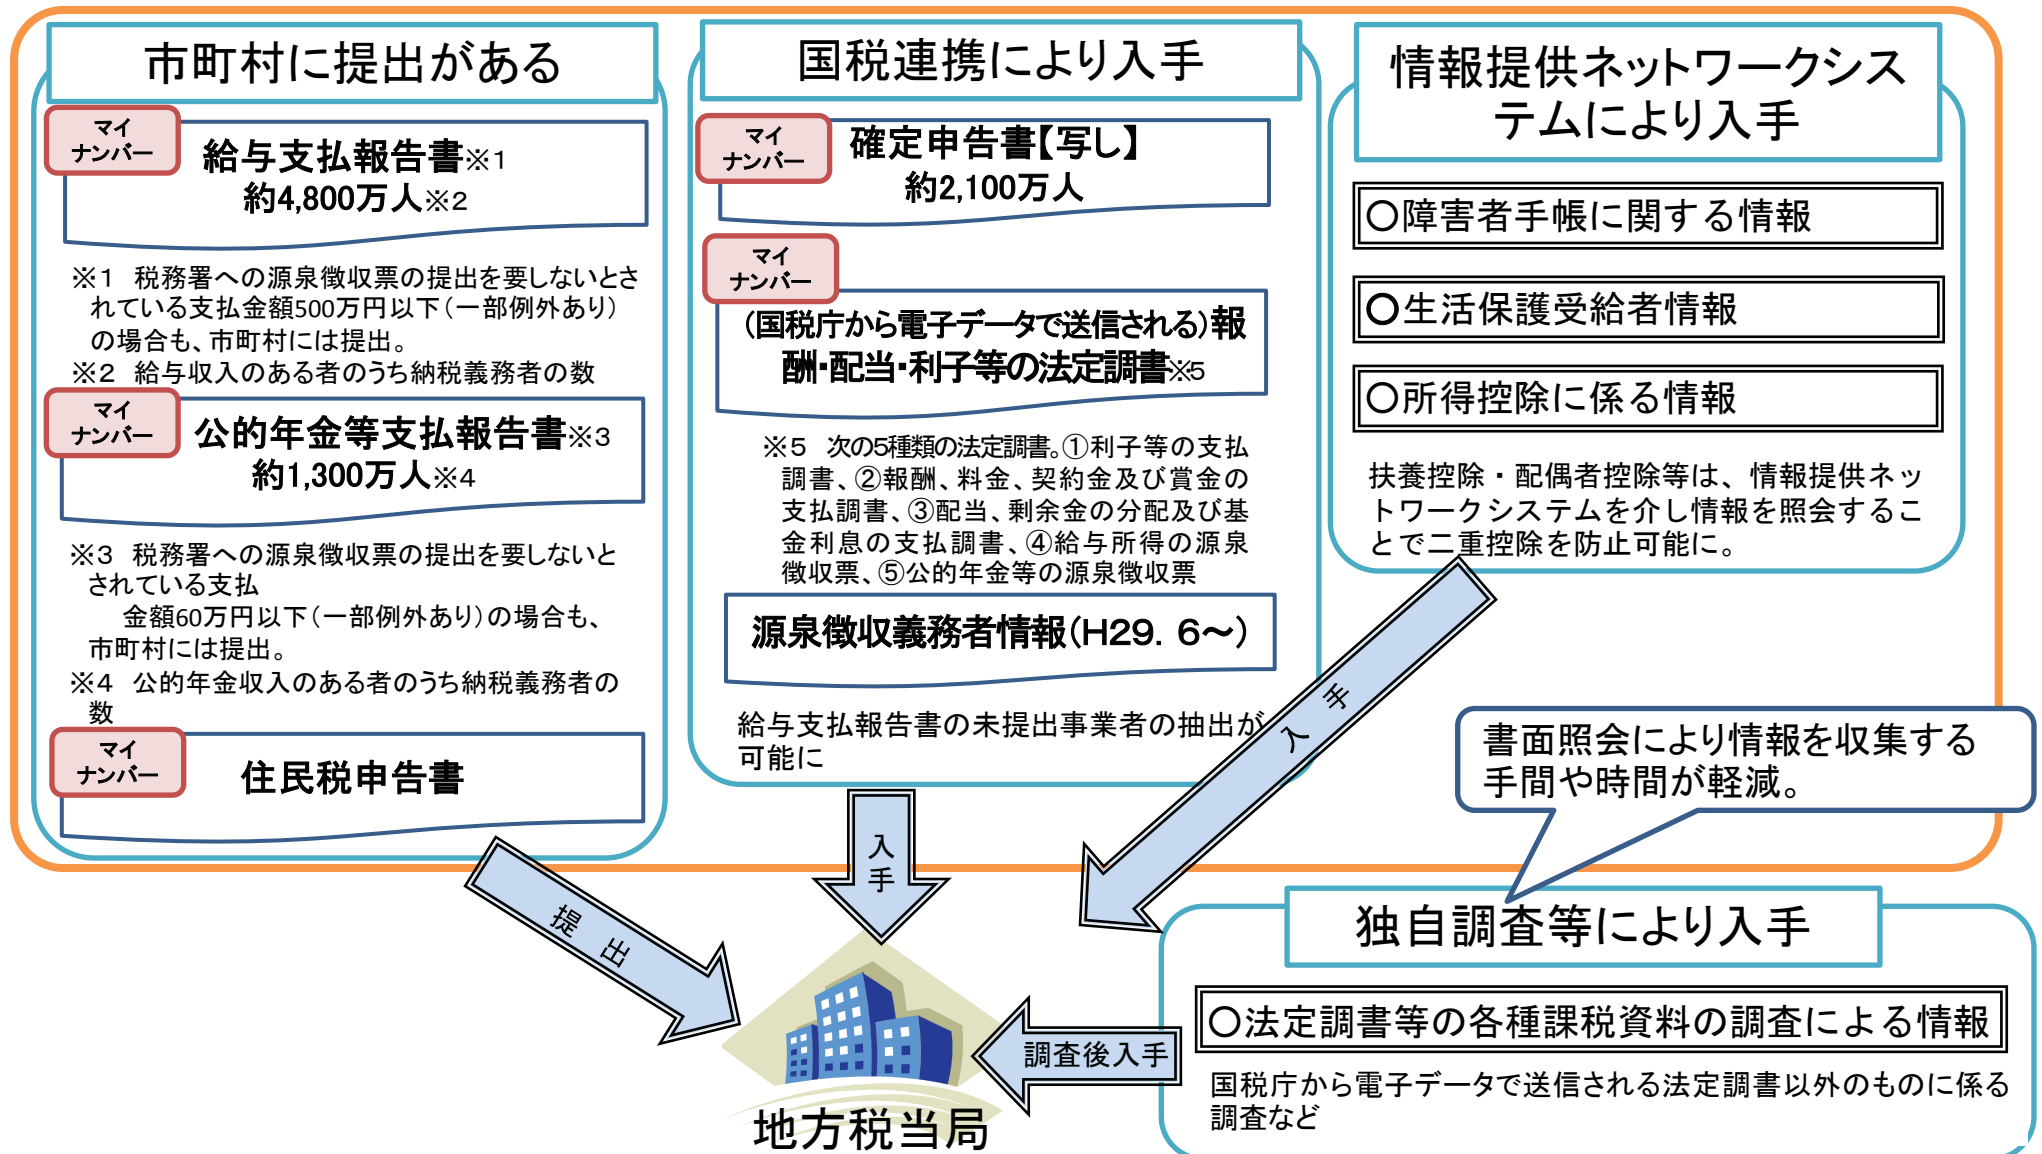 市町村に提出がある
マイ
ナンバー
給与支払報告書※1
約4,800万人※2
※1　税務署への源泉徴収票の提出を要しないとさ
れている支払金額500万円以下（一部例外あり）
の場合も、市町村には提出。
※2　給与収入のある者のうち納税義務者の数
マイ
ナンバー
公的年金等支払報告書※3
約1,300万人※4
※3　税務署への源泉徴収票の提出を要しないと
されている支払
金額60万円以下（一部例外あり）の場合も、
市町村には提出。
※4　公的年金収入のある者のうち納税義務者の
数
マイ
ナンバー
住民税申告書
国税連携により入手
マイ
ナンバー
確定申告書【写し】
約2,100万人
マイ
ナンバー
（国税庁から電子データで送信される）報
酬・配当・利子等の法定調書※5
※5　次の5種類の法定調書。①利子等の支払
調書、②報酬、料金、契約金及び賞金の
支払調書、③配当、剰余金の分配及び基
金利息の支払調書、④給与所得の源泉
徴収票、⑤公的年金等の源泉徴収票
源泉徴収義務者情報（H29．6～）
給与支払報告書の未提出事業者の抽出が
可能に
情報提供ネットワークシス
テムにより入手
○障害者手帳に関する情報
○生活保護受給者情報
○所得控除に係る情報
扶養控除・配偶者控除等は、情報提供ネッ
トワークシステムを介し情報を照会するこ
とで二重控除を防止可能に。
書面照会により情報を収集する
手間や時間が軽減。
提出
入手
入手
独自調査等により入手
○法定調書等の各種課税資料の調査による情報
国税庁から電子データで送信される法定調書以外のものに係る
調査など
調査後入手
地方税当局